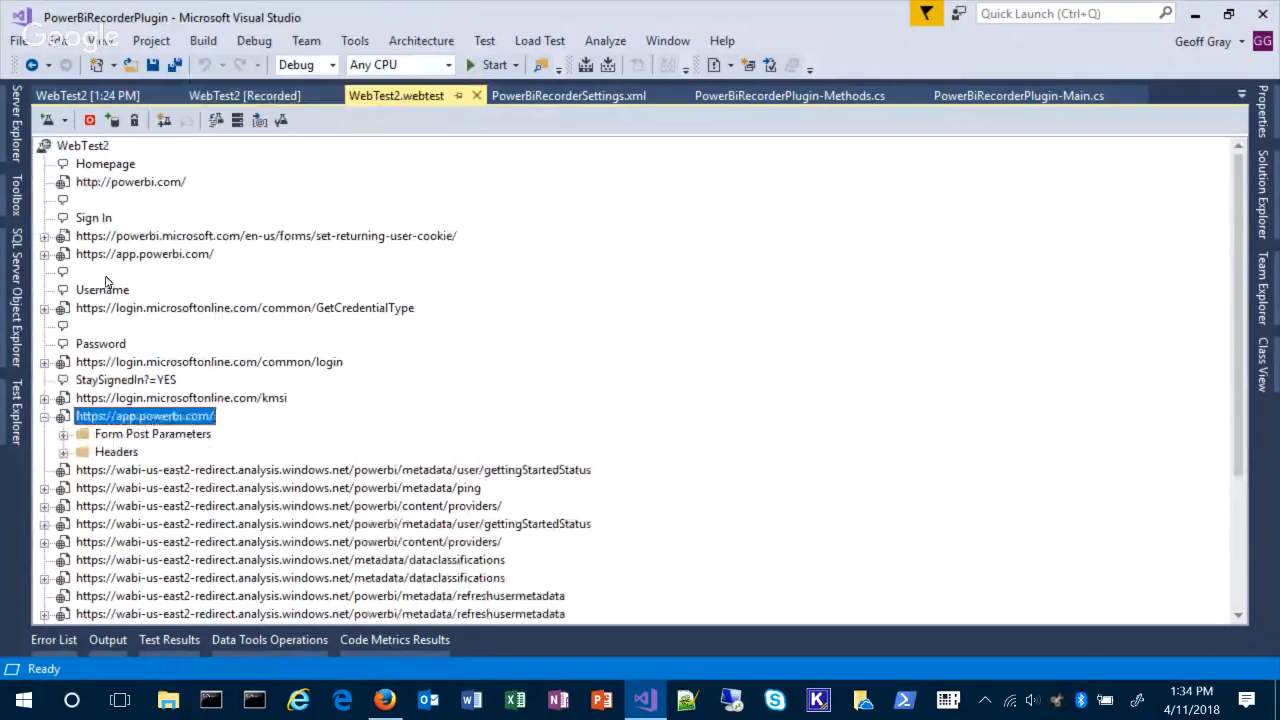 PowerBiRecorderPlugin - Microsoft Visual Studio
Quick Launch (Ctrl+Q)
File Edit View Project Build Debug Team Tools Architecture Test Load Test Analyze Window Help
Google
Geoff Gray GG
Debug Any CPU Start
WebTest2 [1:24 PM] WebTest2 [Recorded] WebTest2.webtest PowerBiRecorderSettings.xml PowerBiRecorderPlugin-Methods.cs PowerBiRecorderPlugin-Main.cs
Server Explorer
Toolbox
SQL Server Object Explorer
Test Explorer
WebTest2
Homepage
http://powerbi.com/
Sign In
https://powerbi.microsoft.com/en-us/forms/set-returning-user-cookie/
https://app.powerbi.com/
Username
https://login.microsoftonline.com/common/GetCredentialType
Password
https://login.microsoftonline.com/common/login
StaySignedIn?=YES
https://login.microsoftonline.com/kmsi
https://app.powerbi.com/
Form Post Parameters
Headers
https://wabi-us-east2-redirect.analysis.windows.net/powerbi/metadata/user/gettingStartedStatus
https://wabi-us-east2-redirect.analysis.windows.net/powerbi/metadata/ping
https://wabi-us-east2-redirect.analysis.windows.net/powerbi/content/providers/
https://wabi-us-east2-redirect.analysis.windows.net/powerbi/metadata/user/gettingStartedStatus
https://wabi-us-east2-redirect.analysis.windows.net/powerbi/content/providers/
https://wabi-us-east2-redirect.analysis.windows.net/metadata/dataclassifications
https://wabi-us-east2-redirect.analysis.windows.net/metadata/dataclassifications
https://wabi-us-east2-redirect.analysis.windows.net/powerbi/metadata/refreshusermetadata
https://wabi-us-east2-redirect.analysis.windows.net/powerbi/metadata/refreshusermetadata
Properties
Solution Explorer
Team Explorer
Class View
Error List Output Test Results Data Tools Operations Code Metrics Results
Ready
1:34 PM
4/11/2018